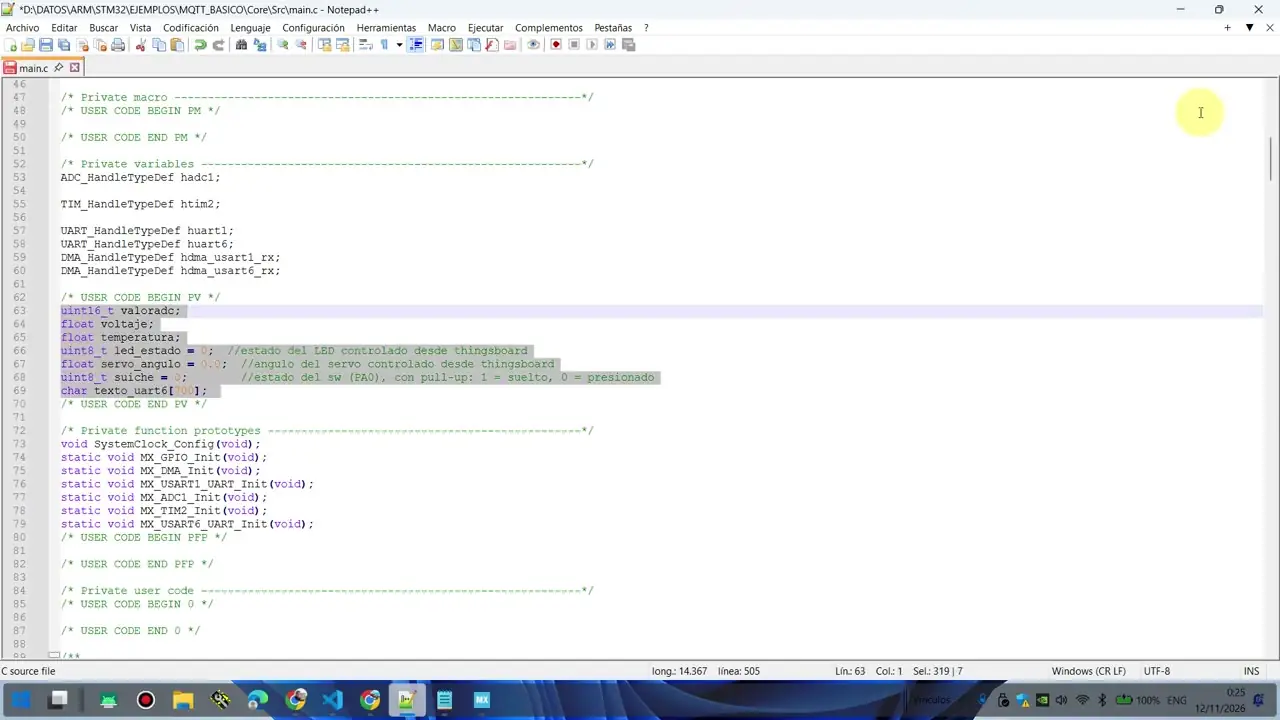 *D:\DATOS\ARM\STM32\EJEMPLOS\MQTT_BASICO\Core\Src\main.c - Notepad++
Archivo Editar Buscar Vista Codificación Lenguaje Configuración Herramientas Macro Ejecutar Complementos Pestañas ?
main.c
46
47 /* Private macro -------------------------------------------------------------*/
48 /* USER CODE BEGIN PM */
49
50 /* USER CODE END PM */
51
52 /* Private variables ---------------------------------------------------------*/
53 ADC_HandleTypeDef hadc1;
54
55 TIM_HandleTypeDef htim2;
56
57 UART_HandleTypeDef huart1;
58 UART_HandleTypeDef huart6;
59 DMA_HandleTypeDef hdma_usart1_rx;
60 DMA_HandleTypeDef hdma_usart6_rx;
61
62 /* USER CODE BEGIN PV */
63 uint16_t valoradc;
64 float voltaje;
65 float temperatura;
66 uint8_t led_estado = 0; //estado del LED controlado desde thingsboard
67 float servo_angulo = 0.0; //angulo del servo controlado desde thingsboard
68 uint8_t suiche = 0; //estado del sw (PA0), con pull-up: 1 = suelto, 0 = presionado
69 char texto_uart6[700];
70 /* USER CODE END PV */
71
72 /* Private function prototypes -----------------------------------------------*/
73 void SystemClock_Config(void);
74 static void MX_GPIO_Init(void);
75 static void MX_DMA_Init(void);
76 static void MX_USART1_UART_Init(void);
77 static void MX_ADC1_Init(void);
78 static void MX_TIM2_Init(void);
79 static void MX_USART6_UART_Init(void);
80 /* USER CODE BEGIN PFP */
81
82 /* USER CODE END PFP */
83
84 /* Private user code ---------------------------------------------------------*/
85 /* USER CODE BEGIN 0 */
86
87 /* USER CODE END 0 */
88
89 /**
C source file long.: 14.367 línea: 505 Lín.: 63 Col.: 1 Sel.: 319 | 7 Windows (CR LF) UTF-8 INS
MX Vínculos 100% ENG 0:25
12/11/2026